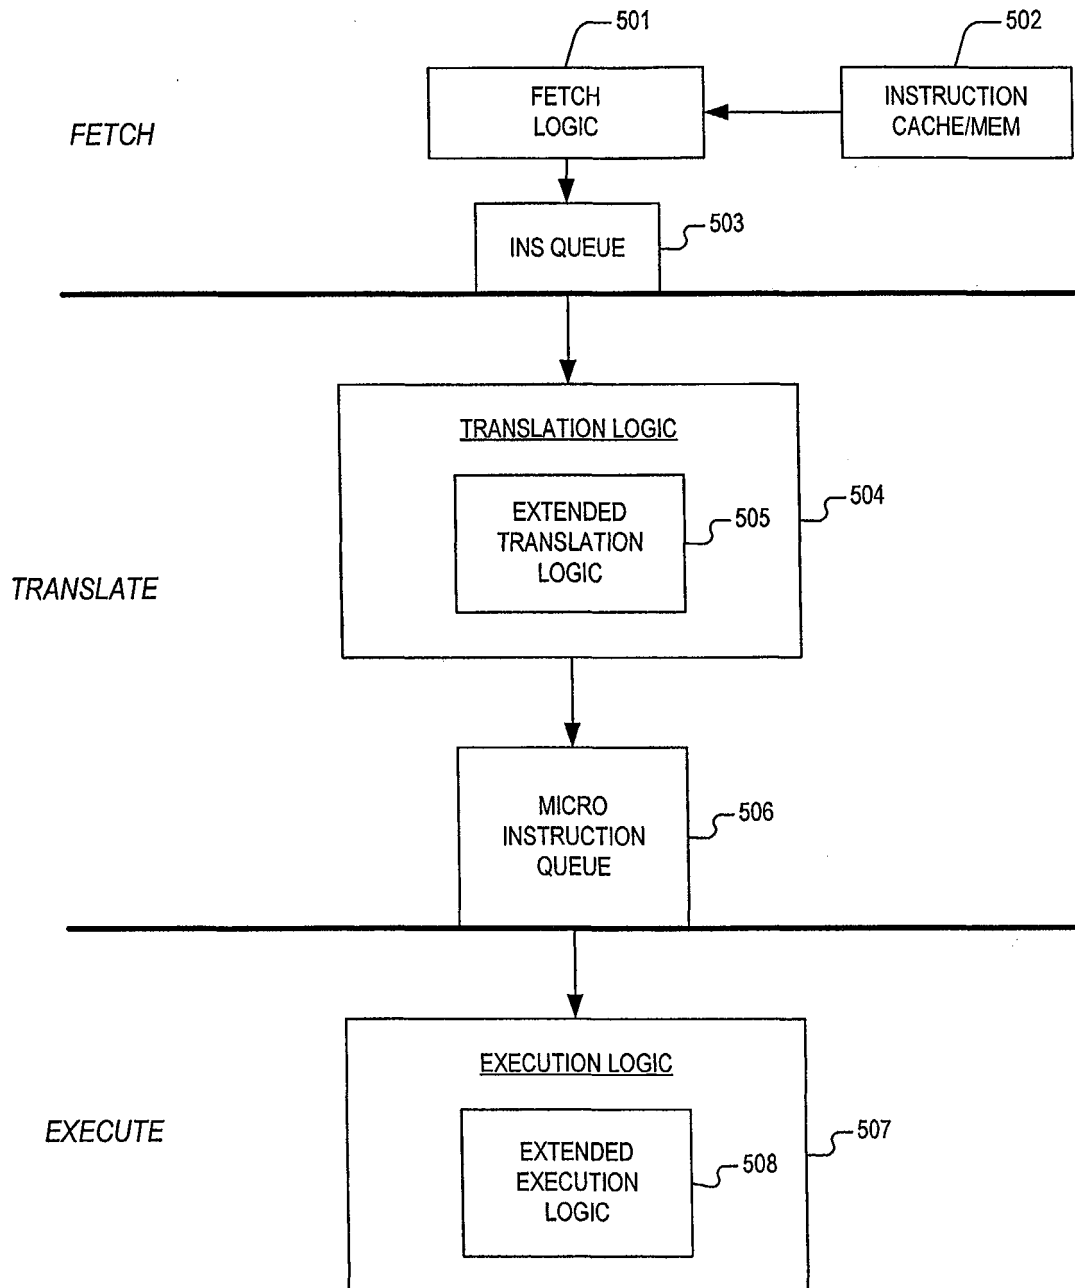 501
502
FETCH
LOGIC
INSTRUCTION
CACHE/MEM
FETCH
503
INS QUEUE
TRANSLATION LOGIC
504
EXTENDED
TRANSLATION
LOGIC
505
TRANSLATE
MICRO
INSTRUCTION
QUEUE
506
EXECUTION LOGIC
EXECUTE
507
EXTENDED
EXECUTION
LOGIC
508